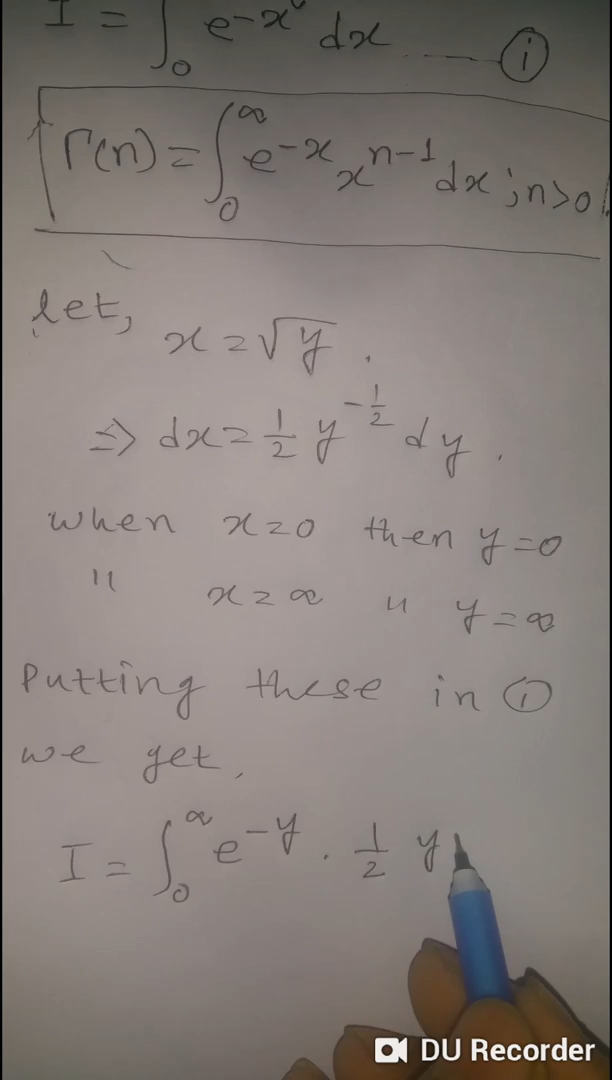 I = ∫₀ e^-x² dx ...... (i)
Γ(n) = ∫₀^∞ e^-x x^n-1 dx ; n>0
let, x = √y .
⇒ dx = 1/2 y^-1/2 dy .
when x = 0 then y = 0
" x = ∞ " y = ∞
Putting these in (i)
we get,
I = ∫₀^∞ e^-y . 1/2 y
DU Recorder